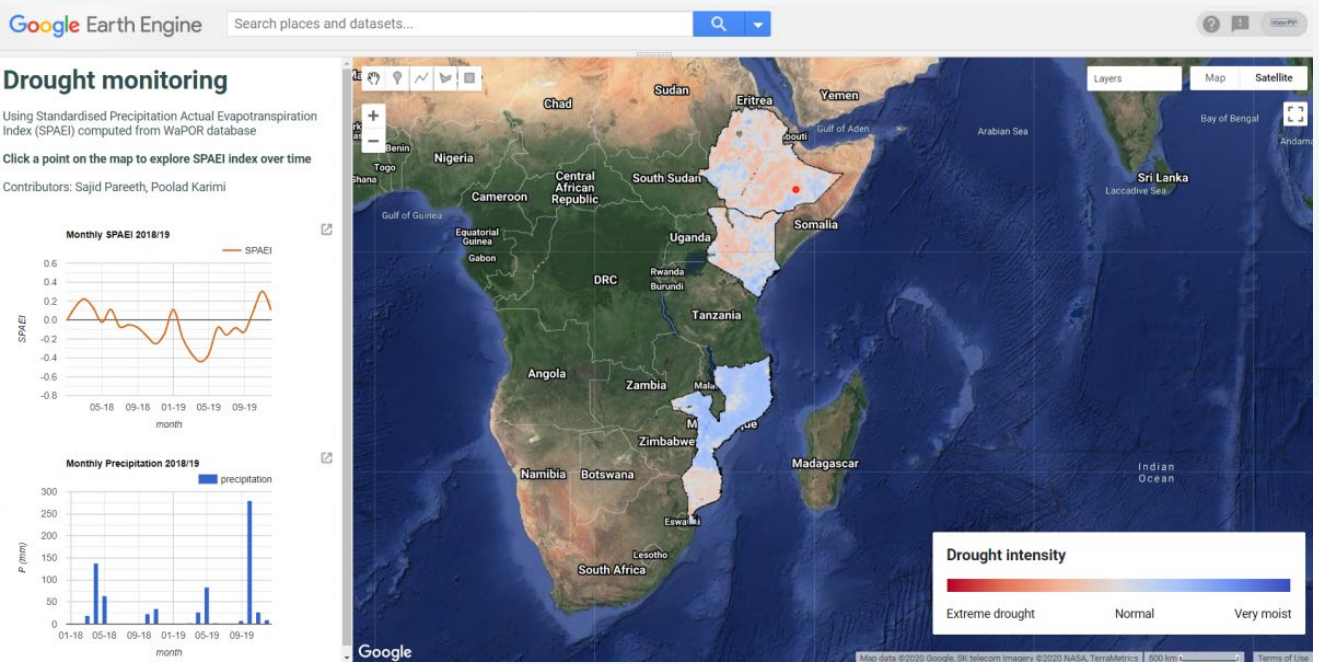 Google Earth Engine
Search places and datasets...
Drought monitoring
Using Standardised Precipitation Actual Evapotranspiration
Index (SPAEI) computed from WaPOR database
Click a point on the map to explore SPAEI index over time
Contributors: Sajid Pareeth, Poolad Karimi
Monthly SPAEI 2018/19
SPAEI
0.6
0.4
0.2
0.0
-0.2
-0.4
-0.6
-0.8
SPAEI
05-18 09-18 01-19 05-19 09-19
month
Monthly Precipitation 2018/19
precipitation
300
250
200
150
100
50
0
P (mm)
01-18 05-18 09-18 01-19 05-19 09-19
month
Layers
Map Satellite
Sudan
Chad
Eritrea
Yemen
Gulf of Aden
bouti
Arabian Sea
Bay of Bengal
Andama
Benin
Togo
Ghana
Nigeria
Central
African
Republic
South Sudan
Cameroon
Sri Lanka
Laccadive Sea
Gulf of Guinea
Somalia
Equatorial
Guinea
Gabon
Uganda
DRC
Rwanda
Burundi
Tanzania
Angola
Zambia
Mala
M
ue
Zimbabwe
Madagascar
Namibia Botswana
Indian
Ocean
Eswa i
Lesotho
South Africa
Drought intensity
Extreme drought Normal Very moist
Google
Map data ©2020 Google, SK telecom Imagery ©2020 NASA, TerraMetrics 500 km Terms of Use